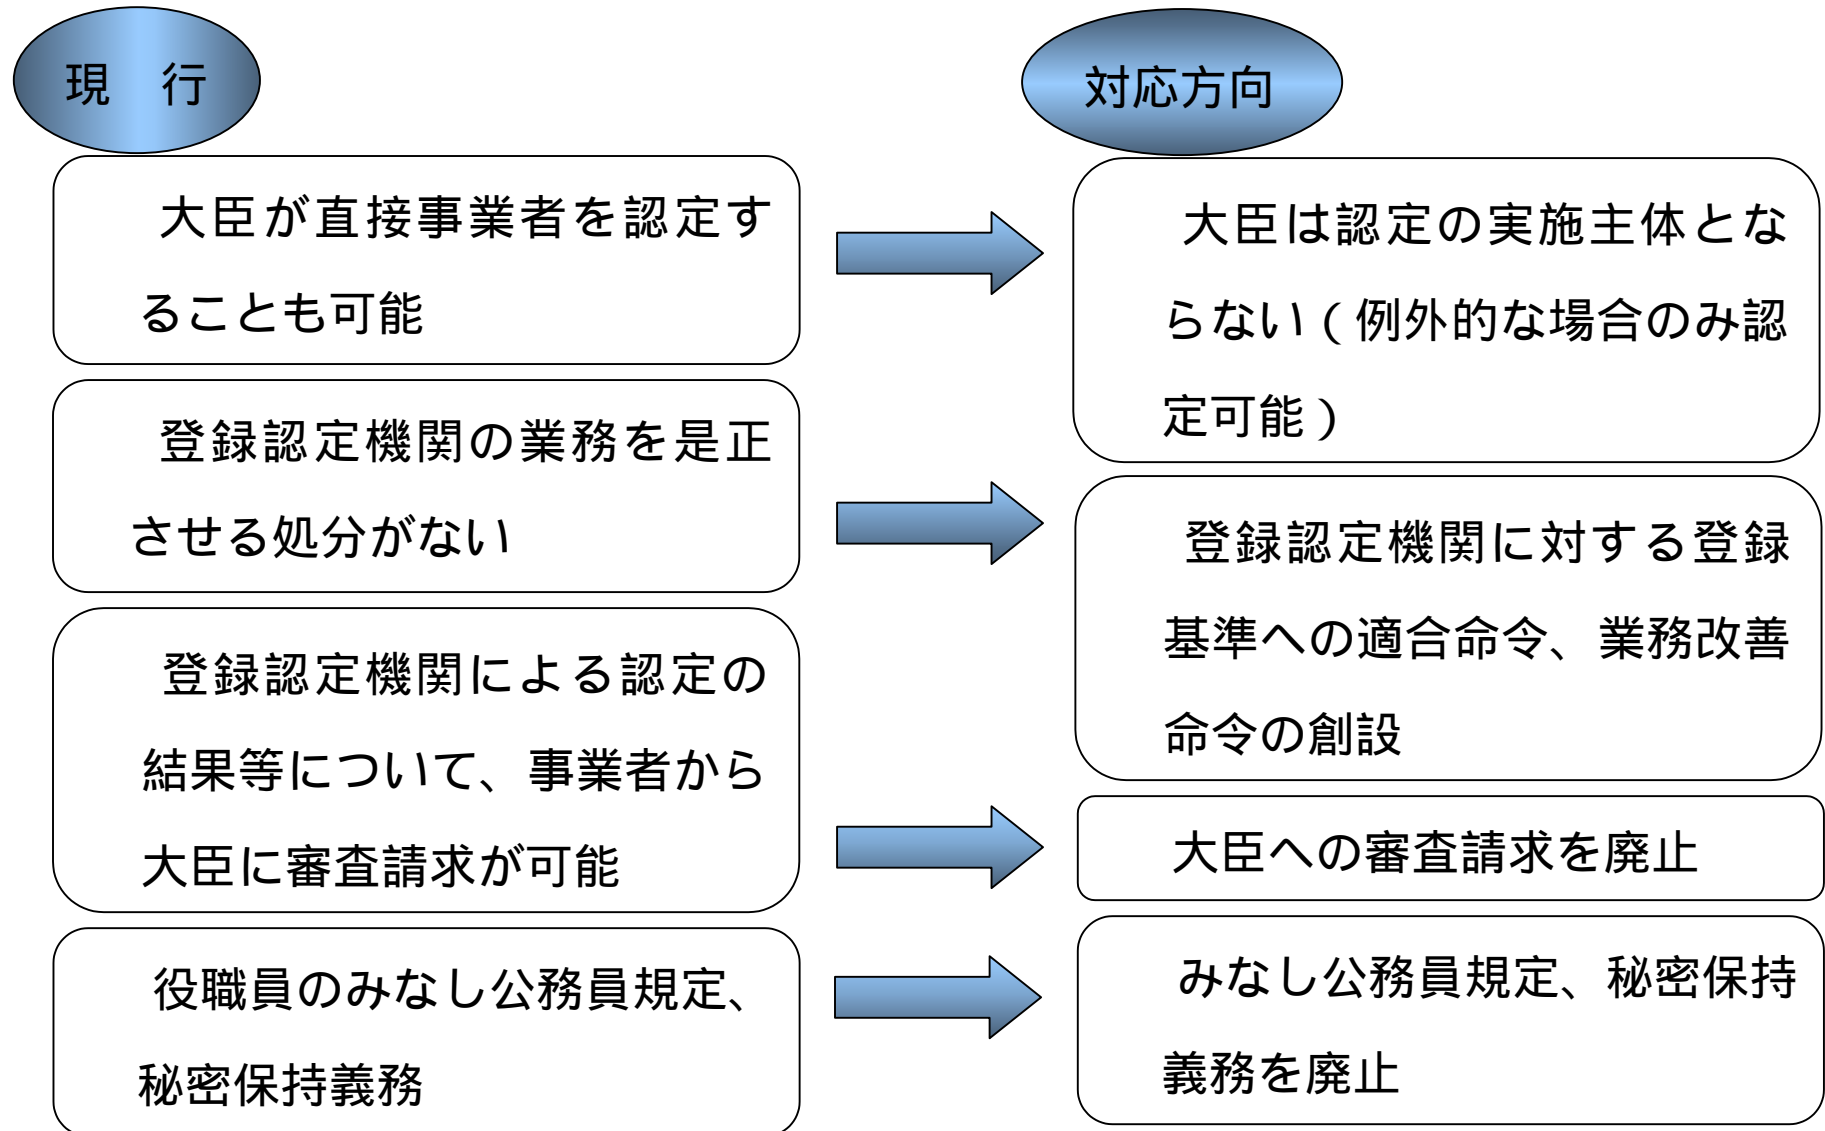 現　行
大臣が直接事業者を認定す
ることも可能
登録認定機関の業務を是正
させる処分がない
登録認定機関による認定の
結果等について、事業者から
大臣に審査請求が可能
役職員のみなし公務員規定、
秘密保持義務
対応方向
大臣は認定の実施主体とな
らない（例外的な場合のみ認
定可能）
登録認定機関に対する登録
基準への適合命令、業務改善
命令の創設
大臣への審査請求を廃止
みなし公務員規定、秘密保持
義務を廃止